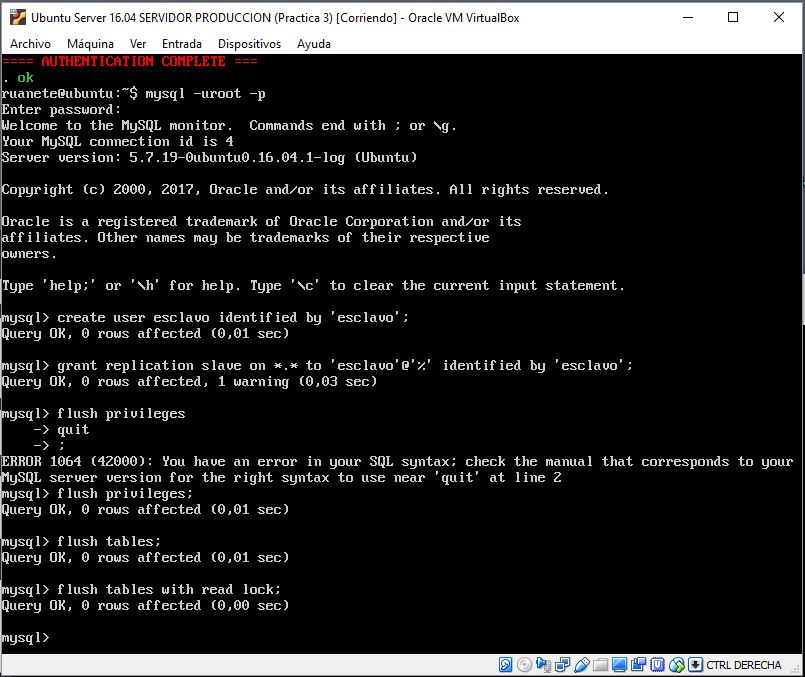 Ubuntu Server 16.04 SERVIDOR PRODUCCION (Practica 3) [Corriendo] - Oracle VM VirtualBox
Archivo Máquina Ver Entrada Dispositivos Ayuda
==== AUTHENTICATION COMPLETE ===
. ok
ruanete@ubuntu:~$ mysql -uroot -p
Enter password:
Welcome to the MySQL monitor.  Commands end with ; or \g.
Your MySQL connection id is 4
Server version: 5.7.19-0ubuntu0.16.04.1-log (Ubuntu)
Copyright (c) 2000, 2017, Oracle and/or its affiliates. All rights reserved.
Oracle is a registered trademark of Oracle Corporation and/or its
affiliates. Other names may be trademarks of their respective
owners.
Type 'help;' or '\h' for help. Type '\c' to clear the current input statement.
mysql> create user esclavo identified by 'esclavo';
Query OK, 0 rows affected (0,01 sec)
mysql> grant replication slave on *.* to 'esclavo'@'%' identified by 'esclavo';
Query OK, 0 rows affected, 1 warning (0,03 sec)
mysql> flush privileges
    -> quit
    -> ;
ERROR 1064 (42000): You have an error in your SQL syntax; check the manual that corresponds to your
MySQL server version for the right syntax to use near 'quit' at line 2
mysql> flush privileges;
Query OK, 0 rows affected (0,01 sec)
mysql> flush tables;
Query OK, 0 rows affected (0,01 sec)
mysql> flush tables with read lock;
Query OK, 0 rows affected (0,00 sec)
mysql>
CTRL DERECHA